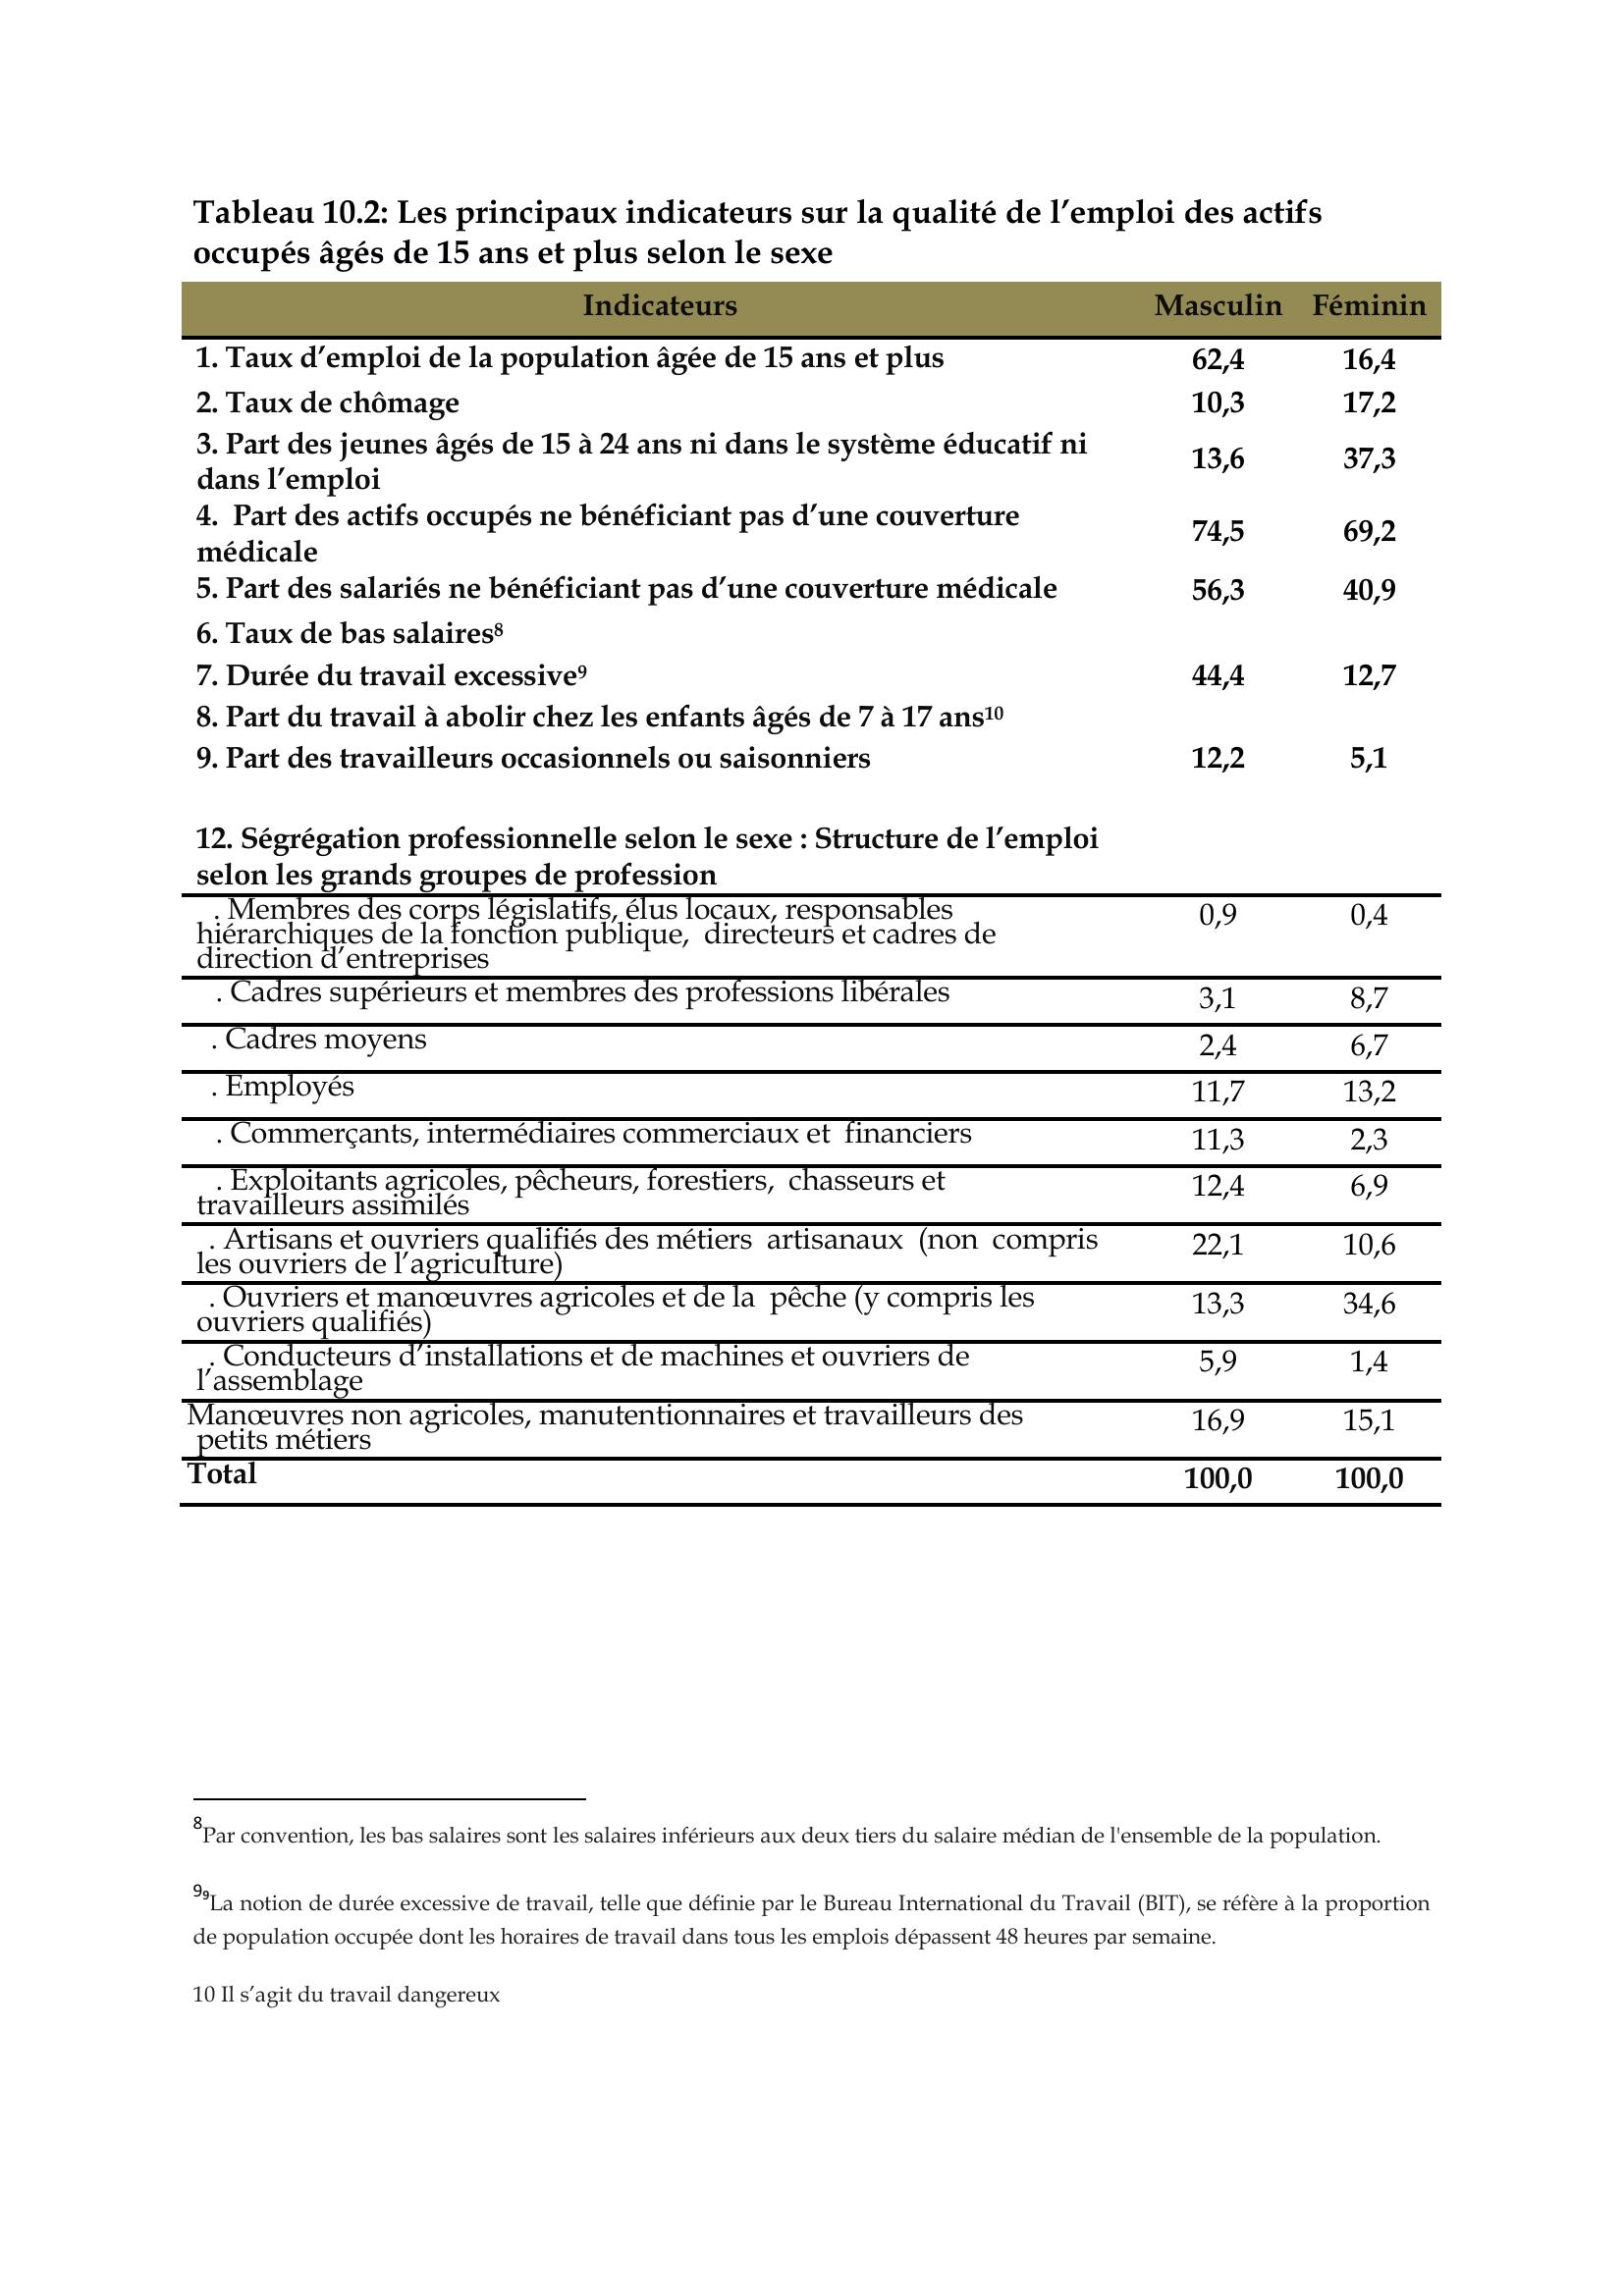 Tableau 10.2: Les principaux indicateurs sur la qualité de l’emploi des actifs
occupés âgés de 15 ans et plus selon le sexe
Indicateurs Masculin Féminin
1. Taux d’emploi de la population âgée de 15 ans et plus 62,4 16,4
2. Taux de chômage 10,3 17,2
3. Part des jeunes âgés de 15 à 24 ans ni dans le système éducatif ni
dans l’emploi 13,6 37,3
4.  Part des actifs occupés ne bénéficiant pas d’une couverture
médicale 74,5 69,2
5. Part des salariés ne bénéficiant pas d’une couverture médicale 56,3 40,9
6. Taux de bas salaires⁸
7. Durée du travail excessive⁹ 44,4 12,7
8. Part du travail à abolir chez les enfants âgés de 7 à 17 ans¹⁰
9. Part des travailleurs occasionnels ou saisonniers 12,2 5,1
12. Ségrégation professionnelle selon le sexe : Structure de l’emploi
selon les grands groupes de profession
. Membres des corps législatifs, élus locaux, responsables 0,9 0,4
hiérarchiques de la fonction publique,  directeurs et cadres de
direction d’entreprises
. Cadres supérieurs et membres des professions libérales 3,1 8,7
. Cadres moyens 2,4 6,7
. Employés 11,7 13,2
. Commerçants, intermédiaires commerciaux et  financiers 11,3 2,3
. Exploitants agricoles, pêcheurs, forestiers,  chasseurs et 12,4 6,9
travailleurs assimilés
. Artisans et ouvriers qualifiés des métiers  artisanaux  (non  compris 22,1 10,6
les ouvriers de l’agriculture)
. Ouvriers et manœuvres agricoles et de la  pêche (y compris les 13,3 34,6
ouvriers qualifiés)
. Conducteurs d’installations et de machines et ouvriers de 5,9 1,4
l’assemblage
Manœuvres non agricoles, manutentionnaires et travailleurs des 16,9 15,1
petits métiers
Total 100,0 100,0
⁸Par convention, les bas salaires sont les salaires inférieurs aux deux tiers du salaire médian de l'ensemble de la population.
⁹₉La notion de durée excessive de travail, telle que définie par le Bureau International du Travail (BIT), se réfère à la proportion
de population occupée dont les horaires de travail dans tous les emplois dépassent 48 heures par semaine.
10 Il s’agit du travail dangereux